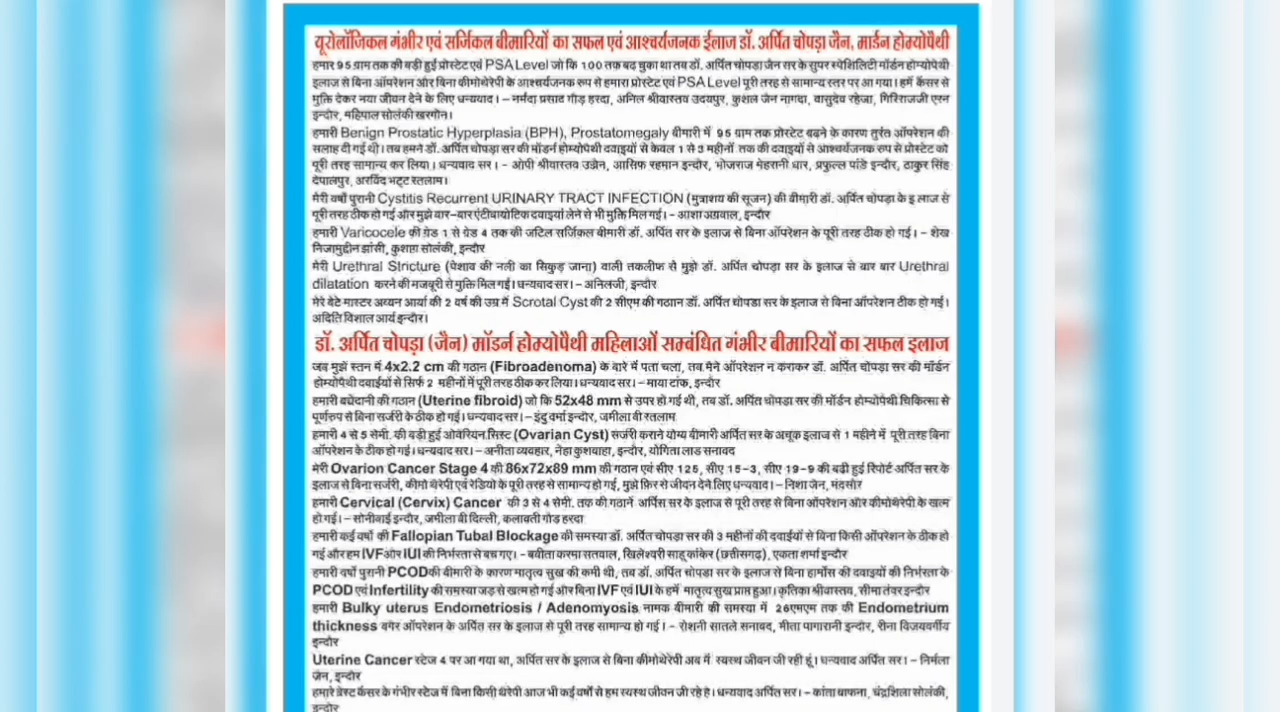 यूरोलॉजिकल गंभीर एवं सर्जिकल बीमारियों का सफल एवं आश्चर्यजनक ईलाज डॉ. अर्पित चोपड़ा जैन, मार्डन होम्योपैथी
हमारे 95 ग्राम तक की बड़ी हुई प्रोस्टेट एवं PSA Level जो कि 100 तक बढ़ चुका था तब डॉ. अर्पित चोपड़ा जैन सर के सुपर स्पेशिलिटी मॉडर्न होम्योपैथी
इलाज से बिना ऑपरेशन और बिना कीमोथेरेपी के आश्चर्यजनक रूप से हमारा प्रोस्टेट एवं PSA Level पूरी तरह से सामान्य स्तर पर आ गया। हमें कैंसर से
मुक्ति देकर नया जीवन देने के लिए धन्यवाद। – नर्मदा प्रसाद गौड़ हरदा, अनिल श्रीवास्तव उदयपुर, कुशल जैन नागदा, वासुदेव रहेजा, गिरिराजजी एरन
इन्दौर, महिपाल सोलंकी खरगोन।
हमारी Benign Prostatic Hyperplasia (BPH), Prostatomegaly बीमारी में 95 ग्राम तक प्रोस्टेट बढ़ने के कारण तुरंत ऑपरेशन की
सलाह दी गई थी। तब हमने डॉ. अर्पित चोपड़ा सर की मॉडर्न होम्योपैथी दवाइयों से केवल 1 से 3 महीनों तक की दवाइयों से आश्चर्यजनक रूप से प्रोस्टेट को
पूरी तरह सामान्य कर लिया। धन्यवाद सर। – ओपी श्रीवास्तव उज्जैन, आसिफ रहमान इन्दौर, भोजराज मेहरानी धार, प्रफुल्ल पांडे इन्दौर, ठाकुर सिंह
देपालपुर, अरविंद भट्ट रतलाम।
मेरी वर्षों पुरानी Cystitis Recurrent URINARY TRACT INFECTION (मुत्राशय की सूजन) की बीमारी डॉ. अर्पित चोपड़ा के इलाज से
पूरी तरह ठीक हो गई और मुझे बार-बार एंटीबायोटिक दवाइयां लेने से भी मुक्ति मिल गई। – आशा अग्रवाल, इन्दौर
हमारी Varicocele की ग्रेड 1 से ग्रेड 4 तक की जटिल सर्जिकल बीमारी डॉ. अर्पित सर के इलाज से बिना ऑपरेशन के पूरी तरह ठीक हो गई। – शेख
निजामुद्दीन झांसी, कुशाग्र सोलंकी, इन्दौर
मेरी Urethral Stricture (पेशाब की नली का सिकुड़ जाना) वाली तकलीफ से मुझे डॉ. अर्पित चोपड़ा सर के इलाज से बार बार Urethral
dilatation करने की मजबूरी से मुक्ति मिल गई। धन्यवाद सर। – अनिलजी, इन्दौर
मेरे बेटे मास्टर अय्यन आर्या की 2 वर्ष की उम्र में Scrotal Cyst की 2 सीएम की गठान डॉ. अर्पित चोपड़ा सर के इलाज से बिना ऑपरेशन ठीक हो गई।
अदिति विशाल आर्य इन्दौर।
डॉ. अर्पित चोपड़ा (जैन) मॉडर्न होम्योपैथी महिलाओं सम्बंधित गंभीर बीमारियों का सफल इलाज
जब मुझे स्तन में 4x2.2 cm की गठान (Fibroadenoma) के बारे में पता चला, तब मैने ऑपरेशन न कराकर डॉ. अर्पित चोपड़ा सर की मॉर्डन
होम्योपैथी दवाईयों से सिर्फ 2 महीनों में पूरी तरह ठीक कर लिया। धन्यवाद सर। – माया टांक, इन्दौर
हमारी बच्चेदानी की गठान (Uterine fibroid) जो कि 52x48 mm से उपर हो गई थी, तब डॉ. अर्पित चोपडा सर की मॉर्डन होम्योपैथी चिकित्सा से
पूर्णरुप से बिना सर्जरी के ठीक हो गई। धन्यवाद सर। – इंदु वर्मा इन्दौर, जमीला बी रतलाम
हमारी 4 से 5 सेमी. की बड़ी हुई ओवेरियन सिस्ट (Ovarian Cyst) सर्जरी कराने योग्य बीमारी अर्पित सर के अचूक इलाज से 1 महीने में पूरी तरह बिना
ऑपरेशन के ठीक हो गई। धन्यवाद सर। – अनीता व्यवहार, नेहा कुशवाहा, इन्दौर, योगिता लाड सनावद
मेरी Ovarion Cancer Stage 4 की 86x72x89 mm की गठान एवं सीए 125, सीए 15-3, सीए 19-9 की बढी हुई रिपोर्ट अर्पित सर के
इलाज से बिना सर्जरी, कीमोथेरेपी एवं रेडियो के पूरी तरह से सामान्य हो गई, मुझे फ़िर से जीवन देने लिए धन्यवाद। – निशा जैन, मंदसौर
हमारी Cervical (Cervix) Cancer की 3 से 4 सेमी. तक की गठानें अर्पित सर के इलाज से पूरी तरह से बिना ऑपरेशन और कीमोथेरेपी के खत्म
हो गई। – सोनीबाई इन्दौर, जमीला बी दिल्ली, कलावती गौड़ हरदा
हमारी कई वर्षो की Fallopian Tubal Blockage की समस्या डॉ. अर्पित चोपड़ा सर की 3 महीनों की दवाईयों से बिना किसी ऑपरेशन के ठीक हो
गई और हम IVF और IUI की निर्भरता से बच गए। – बबीता करमा सतवाल, खिलेश्वरी साहू कांकेर (छत्तीसगढ़), एकता शर्मा इन्दौर
हमारी वर्षो पुरानी PCOD की बीमारी के कारण मातृत्व सुख की कमी थी, तब डॉ. अर्पित चोपडा सर के इलाज से बिना हार्मोस की दवाइयों की निर्भरता के
PCOD एवं Infertility की समस्या जड़ से खत्म हो गई और बिना IVF एवं IUI के हमें मातृत्व सुख प्राप्त हुआ। कृतिका श्रीवास्तव, सीमा तंवर इन्दौर
हमारी Bulky uterus Endometriosis / Adenomyosis नामक बीमारी की समस्या में 26एमएम तक की Endometrium
thickness बगेर ऑपरेशन के अर्पित सर के इलाज से पूरी तरह सामान्य हो गई। – रोशनी सातले सनावद, मीता पागारानी इन्दौर, रीना विजयवर्गीय
इन्दौर
Uterine Cancer स्टेज 4 पर आ गया था, अर्पित सर के इलाज से बिना कीमोथेरेपी अब में स्वस्थ जीवन जी रही हूं। धन्यवाद अर्पित सर। – निर्मला
जैन, इन्दौर
हमारे ब्रेस्ट कैंसर के गंभीर स्टेज में बिना किसी थेरेपी आज भी कई वर्षो से हम स्वस्थ जीवन जी रहे हे। धन्यवाद अर्पित सर। – कांता बाफना, चंद्रशिला सोलंकी,
इन्दौर